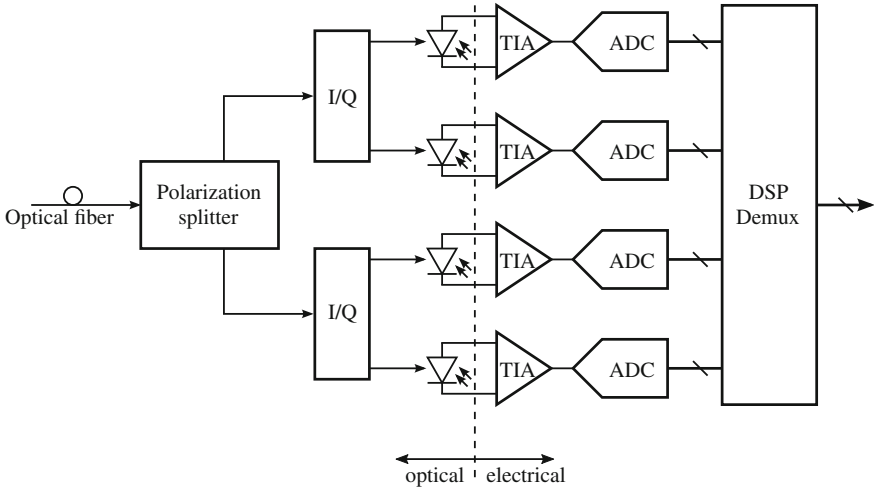 TIA
ADC
I/Q
TIA
ADC
Polarization
splitter
Optical fiber
DSP
Demux
TIA
ADC
I/Q
TIA
ADC
optical
electrical